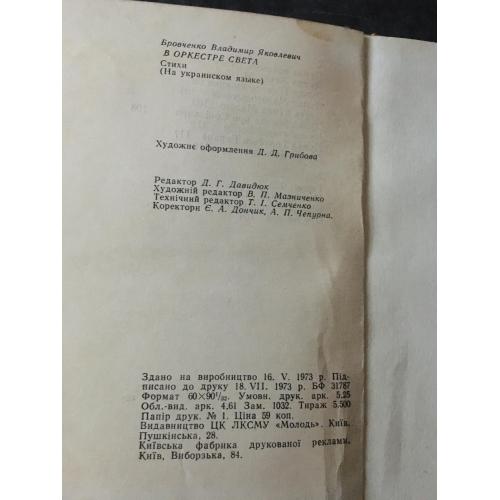 Бровченко Владимир Яковлевич
В ОРКЕСТРЕ СВЕТА
Стихи
(На украинском языке)
Художнє оформлення Д. Д. Грибова
Редактор Д. Г. Давидюк
Художній редактор В. П. Мазниченко
Технічний редактор Т. І. Семченко
Коректори Є. А. Дончик, А. П. Чепурна.
Здано на виробництво 16. V. 1973 р. Під-
писано до друку 18. VII. 1973 р. БФ 31787
Формат 60×90¹/₃₂. Умовн. друк. арк. 5,25
Обл.-вид. арк. 4,61 Зам. 1032. Тираж 5.500
Папір друк. № 1. Ціна 59 коп.
Видавництво ЦК ЛКСМУ «Молодь». Київ,
Пушкінська, 28.
Київська фабрика друкованої реклами,
Київ, Виборзька, 84.